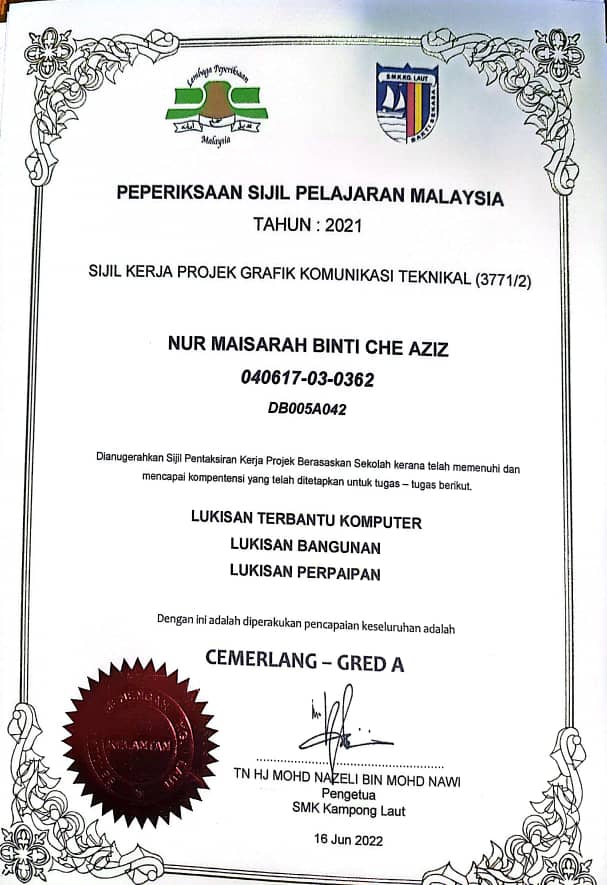 Lembaga Peperiksaan
Malaysia
S.M.K.KG. LAUT
PEPERIKSAAN SIJIL PELAJARAN MALAYSIA
TAHUN : 2021
SIJIL KERJA PROJEK GRAFIK KOMUNIKASI TEKNIKAL (3771/2)
NUR MAISARAH BINTI CHE AZIZ
040617-03-0362
DB005A042
Dianugerahkan Sijil Pentaksiran Kerja Projek Berasaskan Sekolah kerana telah memenuhi dan
mencapai kompentensi yang telah ditetapkan untuk tugas – tugas berikut.
LUKISAN TERBANTU KOMPUTER
LUKISAN BANGUNAN
LUKISAN PERPAIPAN
Dengan ini adalah diperakukan pencapaian keseluruhan adalah
CEMERLANG – GRED A
KELANTAN
TN HJ MOHD NAZELI BIN MOHD NAWI
Pengetua
SMK Kampong Laut
16 Jun 2022